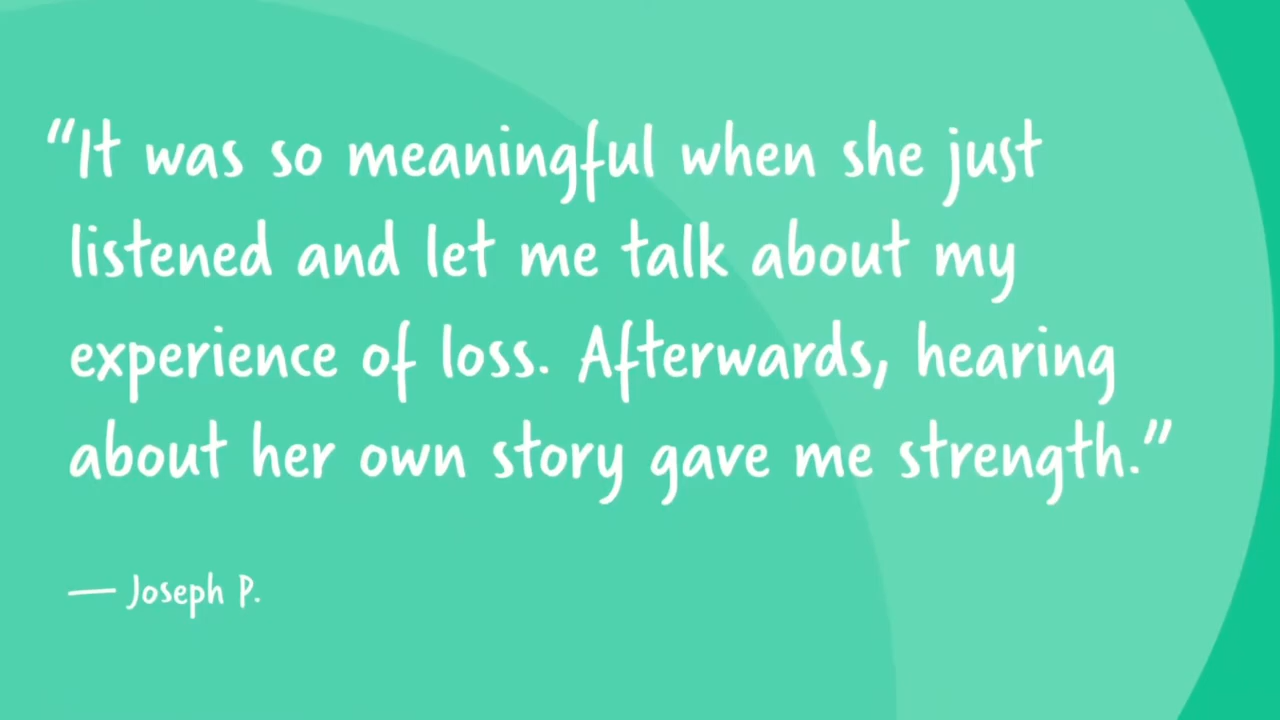 “It was so meaningful when she just
listened and let me talk about my
experience of loss. Afterwards, hearing
about her own story gave me strength.”
— Joseph P.